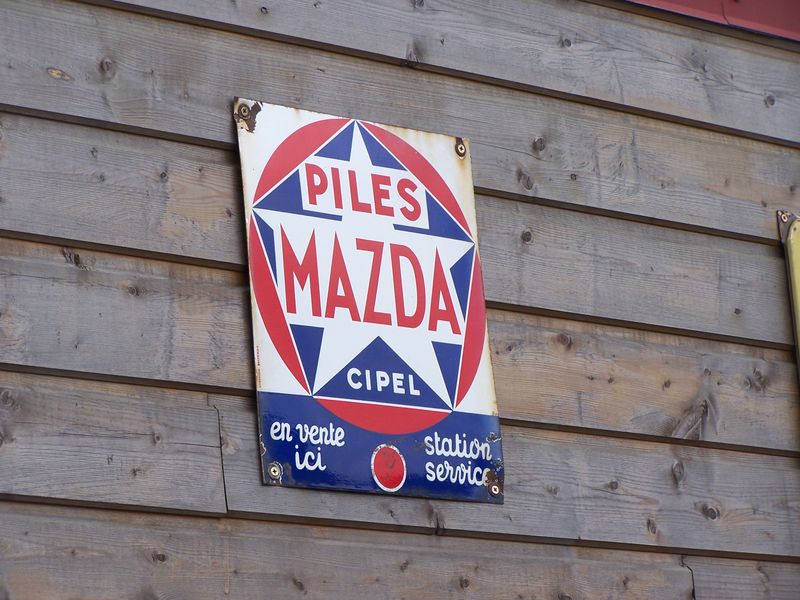 PILES
MAZDA
CIPEL
en vente
ici
station
service